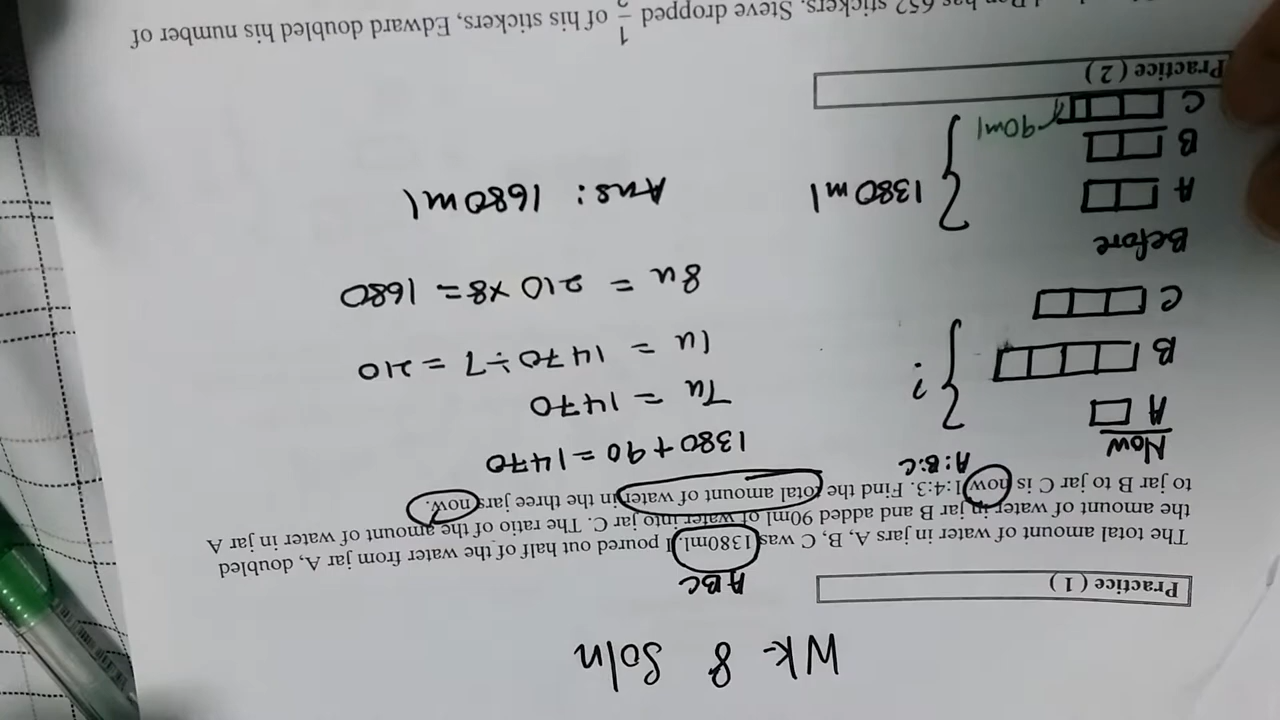 Wk 8 Soln
Practice ( 1 )
A B C
The total amount of water in jars A, B, C was 1380ml. I poured out half of the water from jar A, doubled
the amount of water in jar B and added 90ml of water into jar C. The ratio of the amount of water in jar A
to jar B to jar C is now 1:4:3. Find the total amount of water in the three jars now.
A:B:C
Now
A
B
C
?
1380 + 90 = 1470
7u = 1470
1u = 1470 ÷ 7 = 210
8u = 210 × 8 = 1680
Before
A
B
C
1380 ml
90ml
Ans: 1680ml
Practice ( 2 )
has 652 stickers. Steve dropped 1/2 of his stickers, Edward doubled his number of